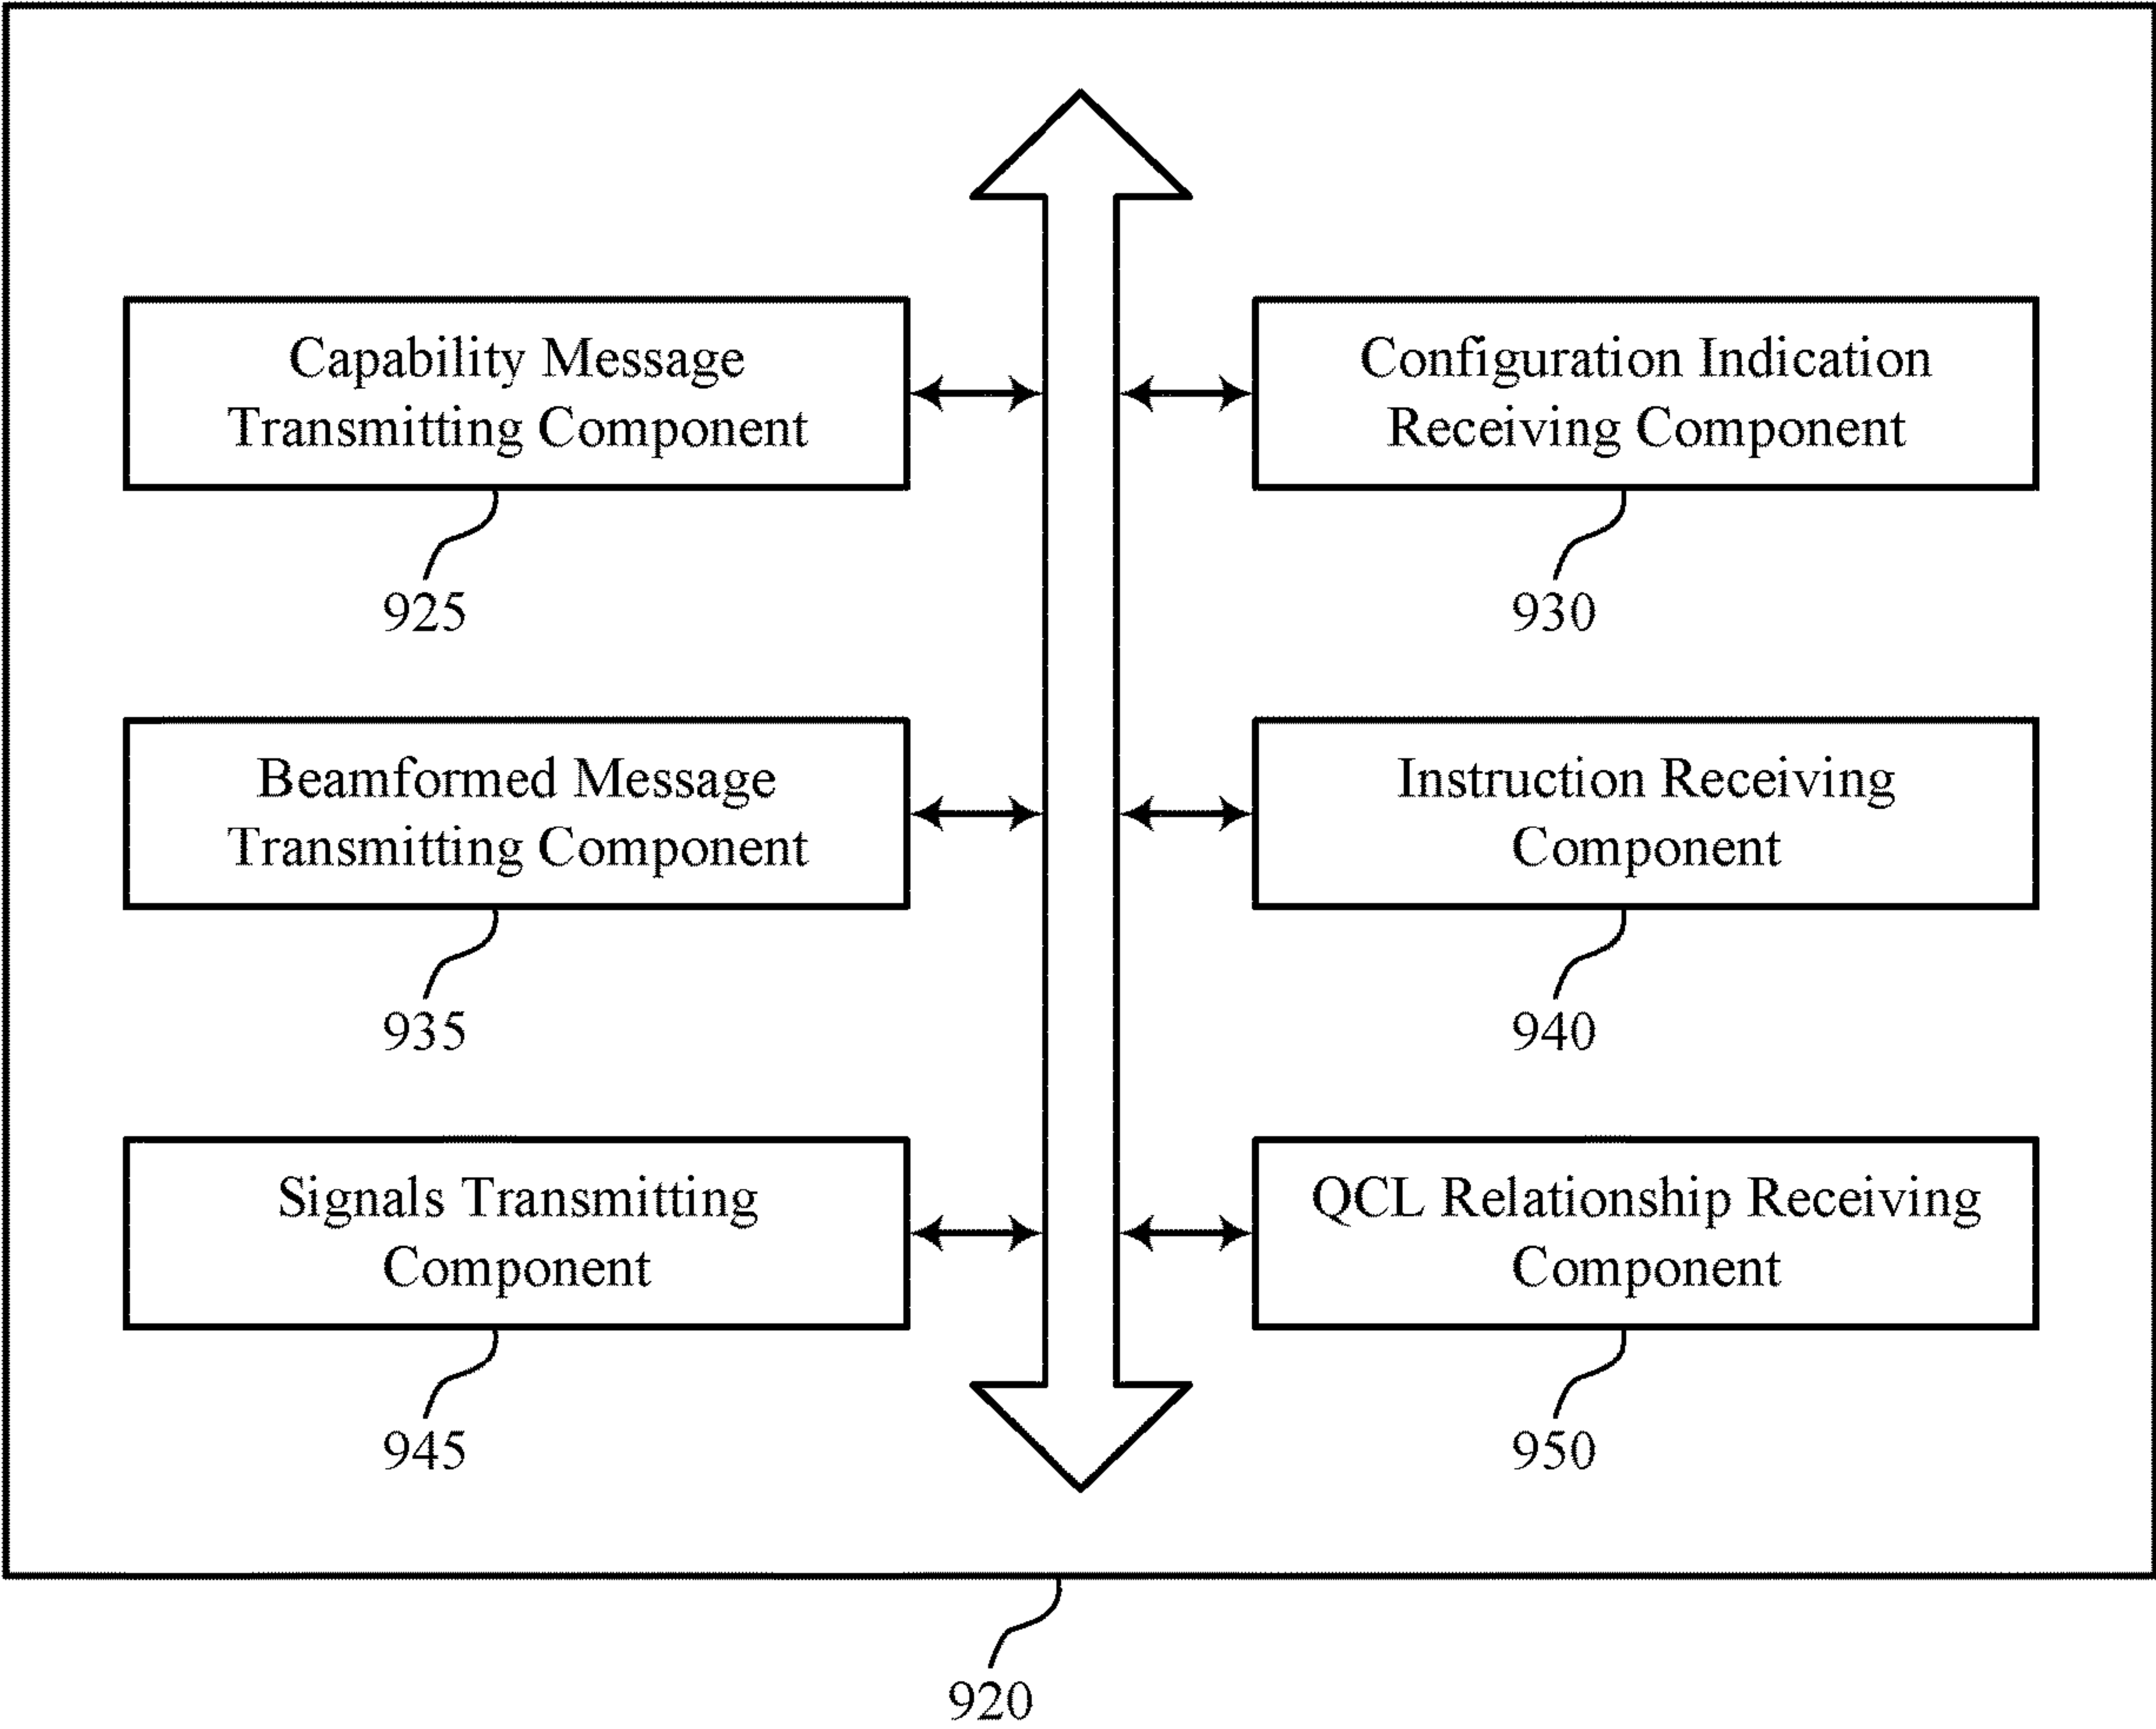 Capability Message
Transmitting Component
925
Configuration Indication
Receiving Component
930
Beamformed Message
Transmitting Component
935
Instruction Receiving
Component
940
Signals Transmitting
Component
945
QCL Relationship Receiving
Component
950
920